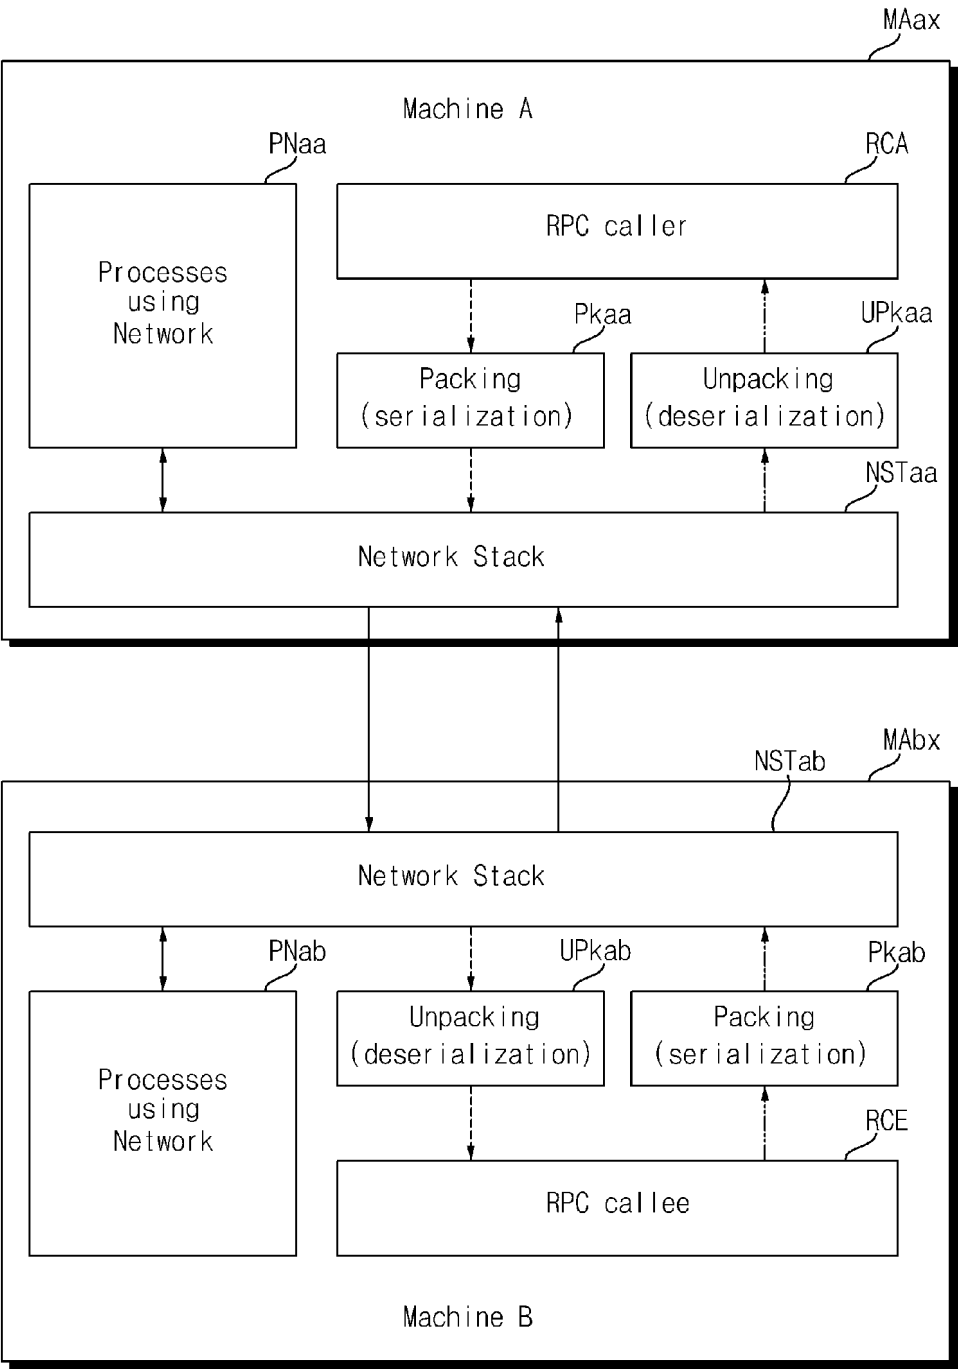 MAax
Machine A
PNaa
RCA
RPC caller
Processes
using
Network
Pkaa
UPkaa
Packing
(serialization)
Unpacking
(deserialization)
NSTaa
Network Stack
MAbx
NSTab
Network Stack
PNab
UPkab
Pkab
Unpacking
(deserialization)
Packing
(serialization)
Processes
using
Network
RCE
RPC callee
Machine B